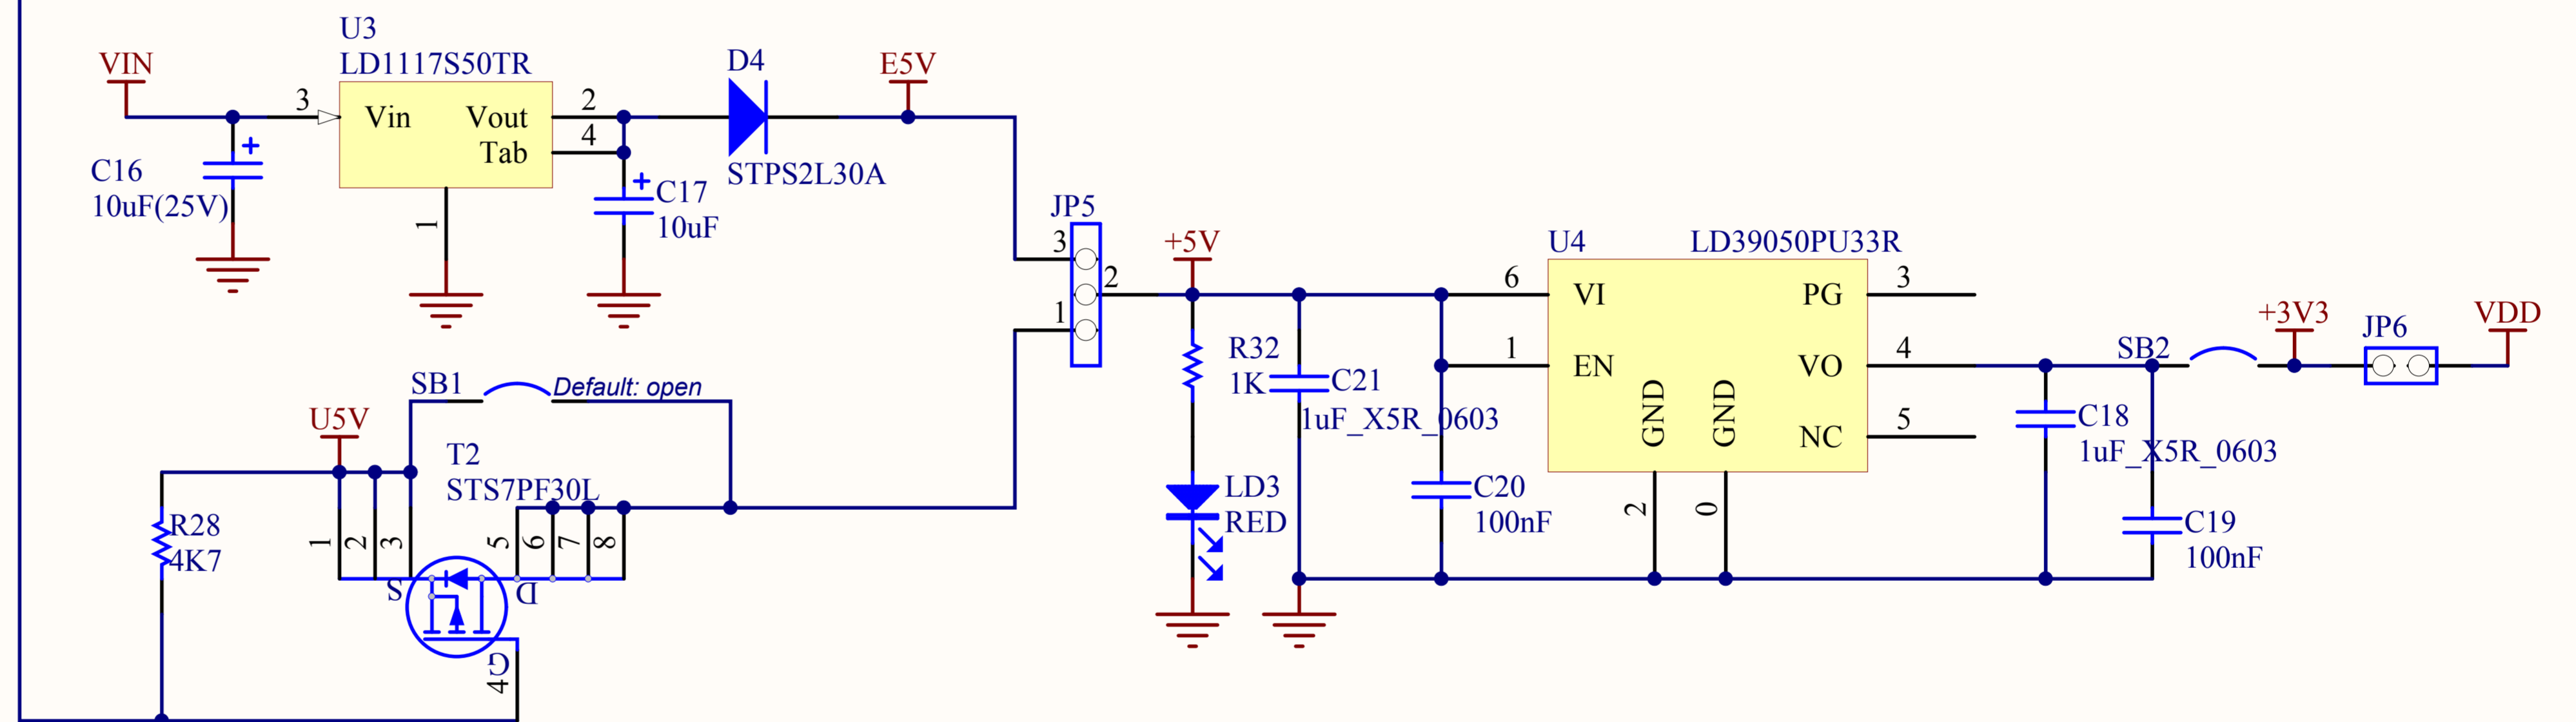 U3
LD1117S50TR
VIN
3
Vin
Vout
Tab
2
4
1
C16
10uF(25V)
C17
10uF
D4
STPS2L30A
E5V
JP5
3
2
1
+5V
R32
1K
C21
1uF_X5R_0603
LD3
RED
C20
100nF
U4
LD39050PU33R
6
VI
1
EN
GND
GND
2
0
PG
3
VO
4
NC
5
SB2
+3V3
JP6
VDD
C18
1uF_X5R_0603
C19
100nF
SB1
Default: open
U5V
T2
STS7PF30L
R28
4K7
1
2
3
5
6
7
8
S
D
G
4